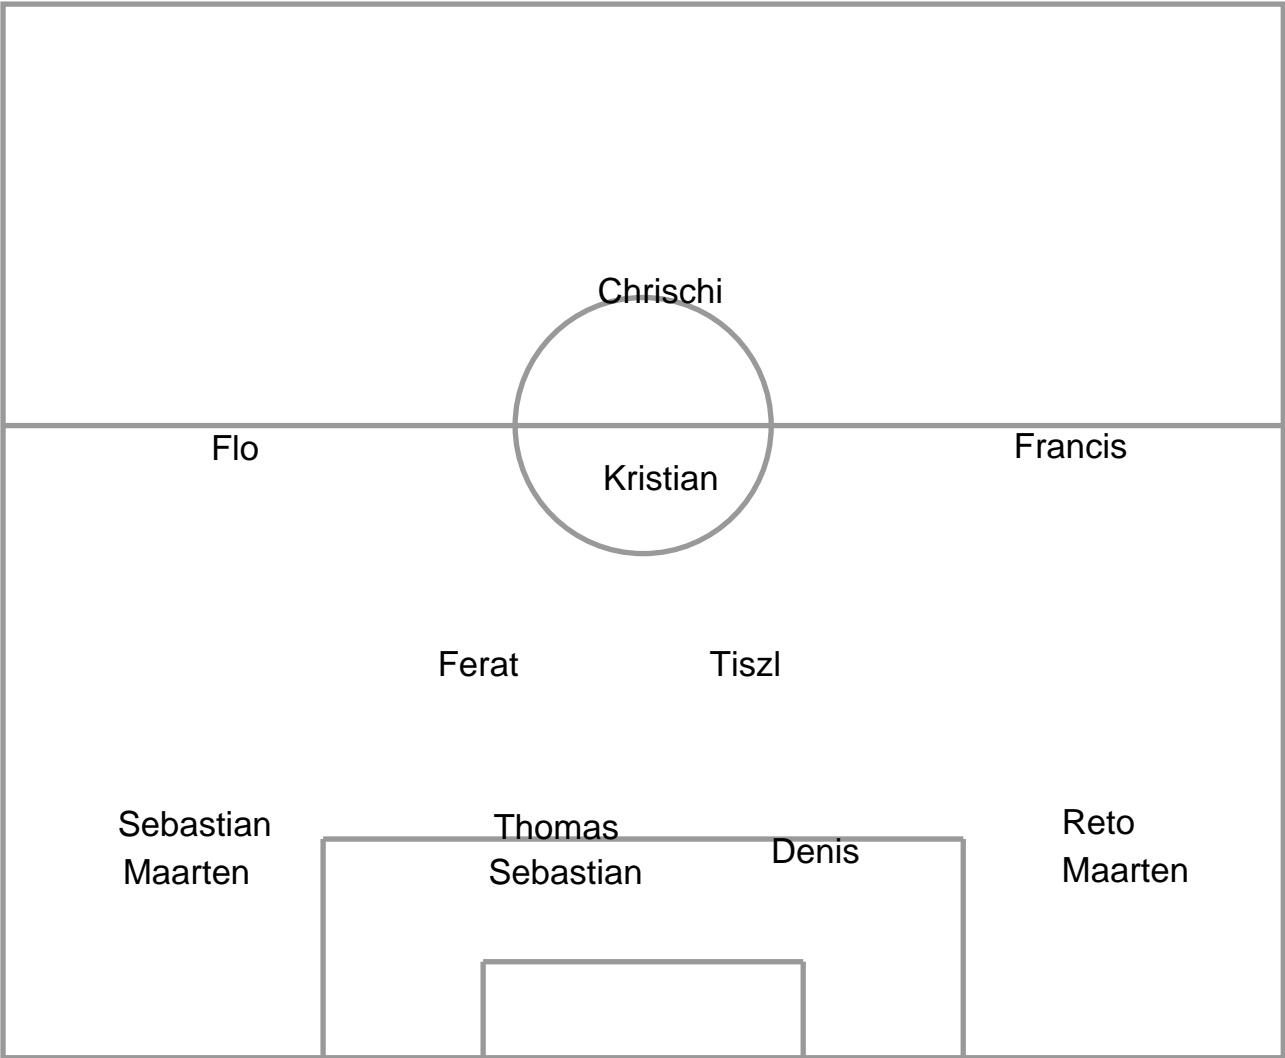 Chrischi
Flo
Francis
Kristian
Ferat
Tiszl
Sebastian
Maarten
Thomas
Sebastian
Denis
Reto
Maarten